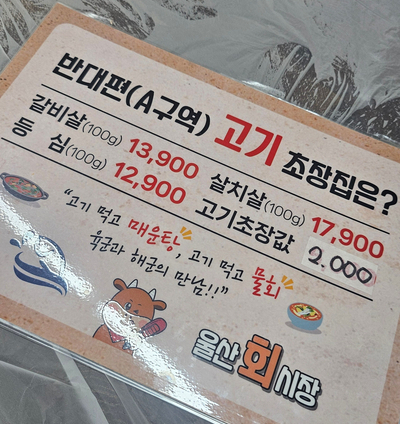 반대편(A구역) 고기 초장집은?
갈비살(100g) 13,900 살치살(100g) 17,900
등 심(100g) 12,900 고기초장값 2,000
“고기 먹고 매운탕, 고기 먹고 물회
육군과 해군의 만남!!”
울산회시장